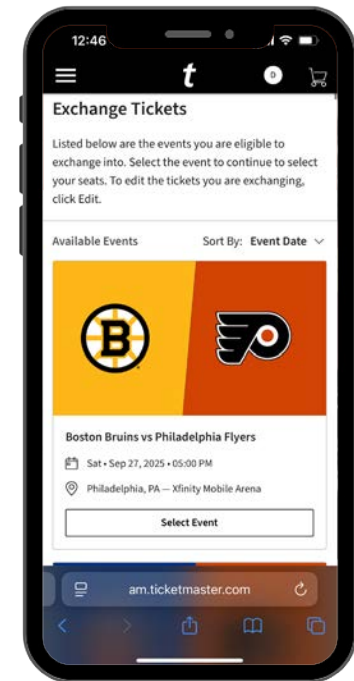 12:46
t
D
Exchange Tickets
Listed below are the events you are eligible to
exchange into. Select the event to continue to select
your seats. To edit the tickets you are exchanging,
click Edit.
Available Events Sort By: Event Date
B
P
Boston Bruins vs Philadelphia Flyers
Sat • Sep 27, 2025 • 05:00 PM
Philadelphia, PA — Xfinity Mobile Arena
Select Event
am.ticketmaster.com